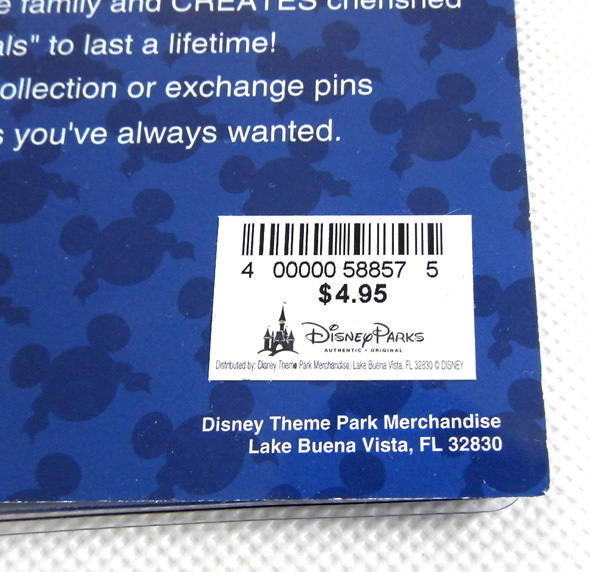 family and CREATES cherished
als" to last a lifetime!
ollection or exchange pins
s you've always wanted.
4 00000 58857 5
$4.95
Disney Parks
AUTHENTIC • ORIGINAL
Distributed by: Disney Theme Park Merchandise, Lake Buena Vista, FL 32830 © DISNEY
Disney Theme Park Merchandise
Lake Buena Vista, FL 32830